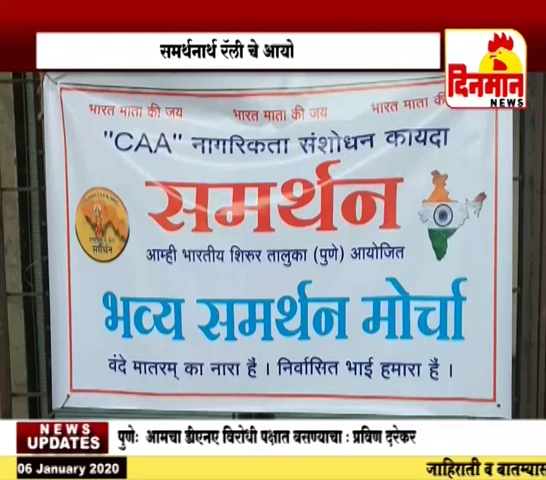 समर्थनार्थ रॅली चे आयो
दिनमान
NEWS
भारत माता की जय भारत माता की जय भारत माता की
"CAA" नागरिकता संशोधन कायदा
समर्थन
समर्थन
आम्ही भारतीय शिरुर तालुका (पुणे) आयोजित
भव्य समर्थन मोर्चा
वंदे मातरम् का नारा है । निर्वासित भाई हमारा है ।
NEWS UPDATES
पुणेः आमचा डीएनए विरोधी पक्षात बसण्याचा : प्रविण दरेकर
06 January 2020
जाहिराती व बातम्यास